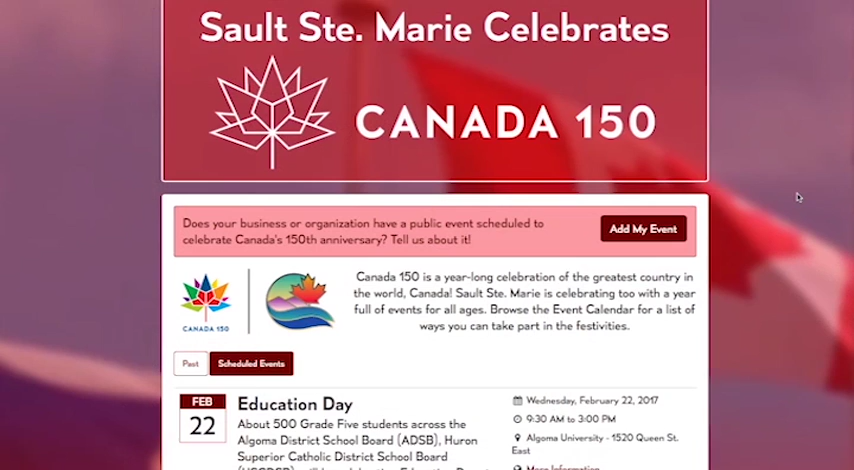 Sault Ste. Marie Celebrates
CANADA 150
Does your business or organization have a public event scheduled to
celebrate Canada's 150th anniversary? Tell us about it!
Add My Event
CANADA 150
Canada 150 is a year-long celebration of the greatest country in
the world, Canada! Sault Ste. Marie is celebrating too with a year
full of events for all ages. Browse the Event Calendar for a list of
ways you can take part in the festivities.
Past
Scheduled Events
FEB
22
Education Day
About 500 Grade Five students across the
Algoma District School Board (ADSB), Huron
Superior Catholic District School Board
Wednesday, February 22, 2017
9:30 AM to 3:00 PM
Algoma University - 1520 Queen St.
East
More Information